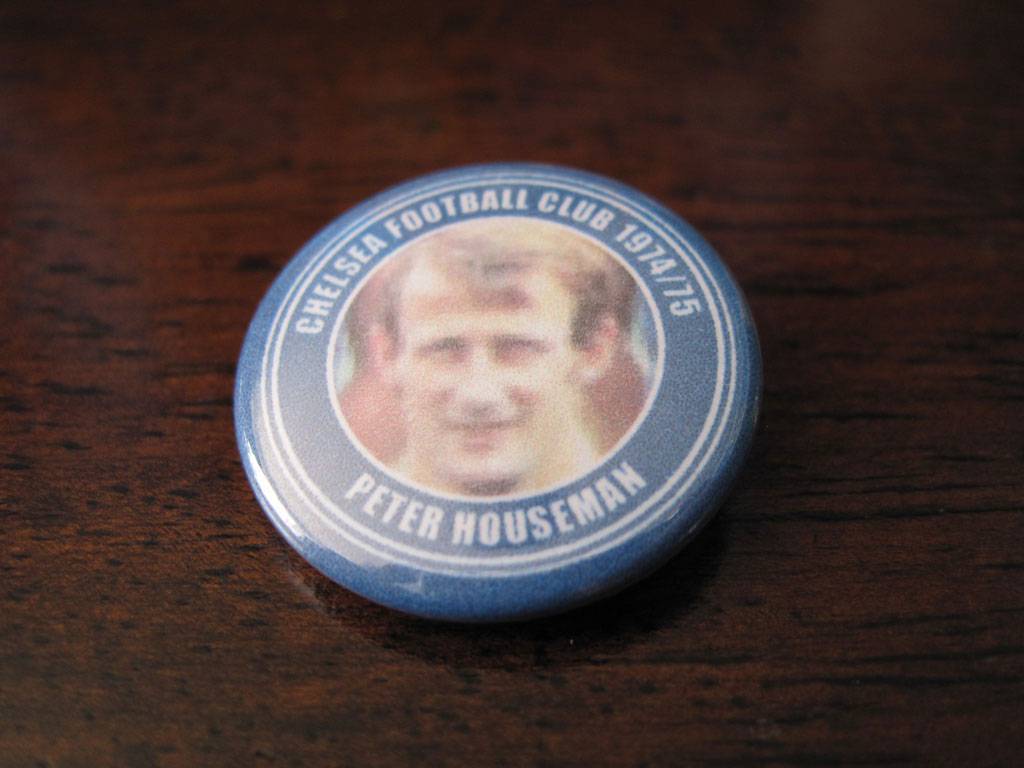 CHELSEA FOOTBALL CLUB 1974/75
PETER HOUSEMAN